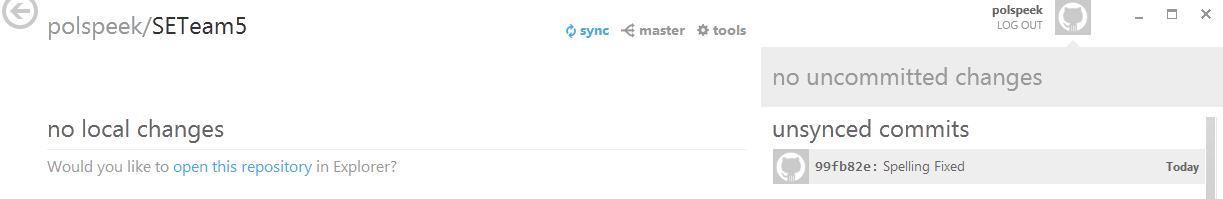 polspeek/SETeam5
sync master tools
polspeek
LOG OUT
no local changes
Would you like to open this repository in Explorer?
no uncommitted changes
unsynced commits
99fb82e: Spelling Fixed Today